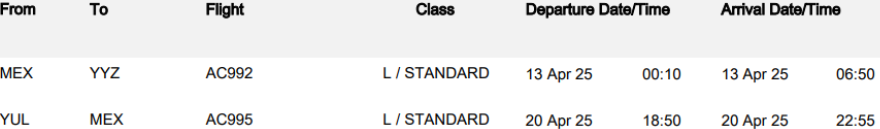 From To Flight Class Departure Date/Time Arrival Date/Time
MEX YYZ AC992 L / STANDARD 13 Apr 25 00:10 13 Apr 25 06:50
YUL MEX AC995 L / STANDARD 20 Apr 25 18:50 20 Apr 25 22:55